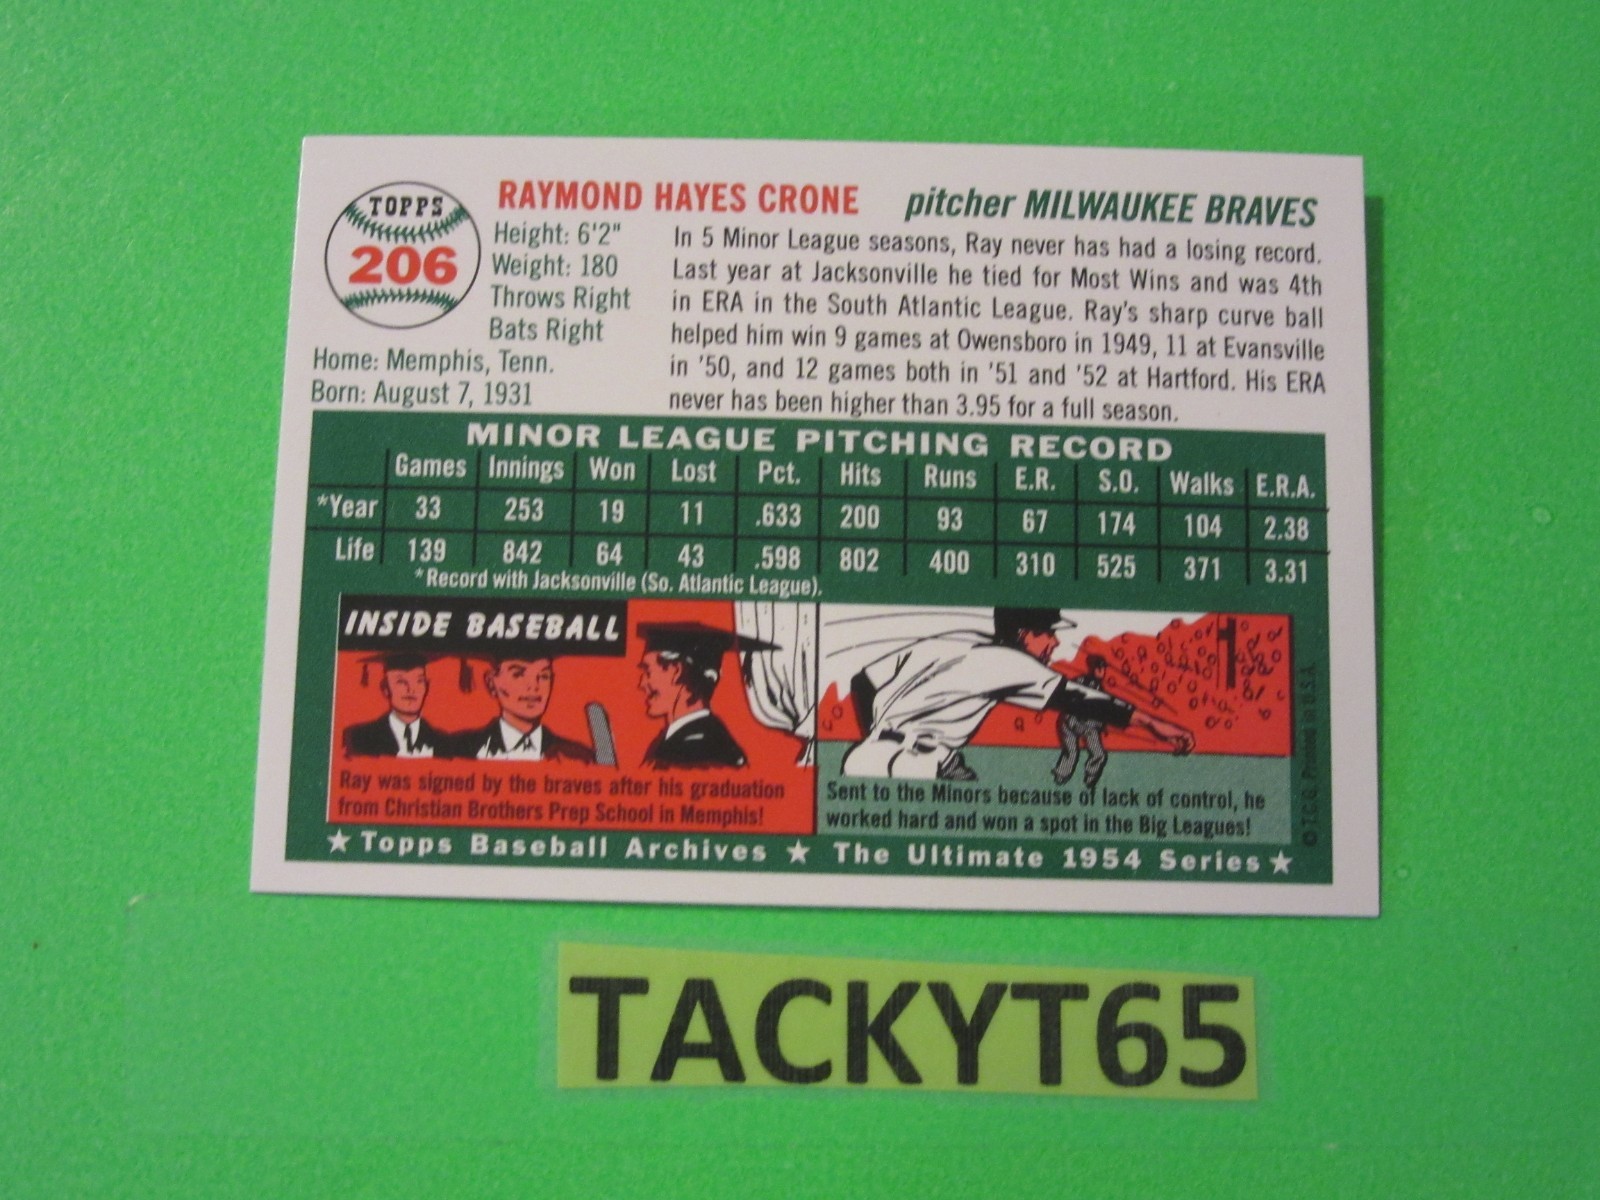 TOPPS
206
RAYMOND HAYES CRONE
pitcher MILWAUKEE BRAVES
Height: 6'2"
Weight: 180
Throws Right
Bats Right
Home: Memphis, Tenn.
Born: August 7, 1931
In 5 Minor League seasons, Ray never has had a losing record.
Last year at Jacksonville he tied for Most Wins and was 4th
in ERA in the South Atlantic League. Ray's sharp curve ball
helped him win 9 games at Owensboro in 1949, 11 at Evansville
in '50, and 12 games both in '51 and '52 at Hartford. His ERA
never has been higher than 3.95 for a full season.
MINOR LEAGUE PITCHING RECORD
Games Innings Won Lost Pct. Hits Runs E.R. S.O. Walks E.R.A.
*Year 33 253 19 11 .633 200 93 67 174 104 2.38
Life 139 842 64 43 .598 802 400 310 525 371 3.31
*Record with Jacksonville (So. Atlantic League).
INSIDE BASEBALL
Ray was signed by the braves after his graduation
from Christian Brothers Prep School in Memphis!
Sent to the Minors because of lack of control, he
worked hard and won a spot in the Big Leagues!
© T.C.G. Printed in U.S.A.
★ Topps Baseball Archives ★ The Ultimate 1954 Series ★
TACKYT65